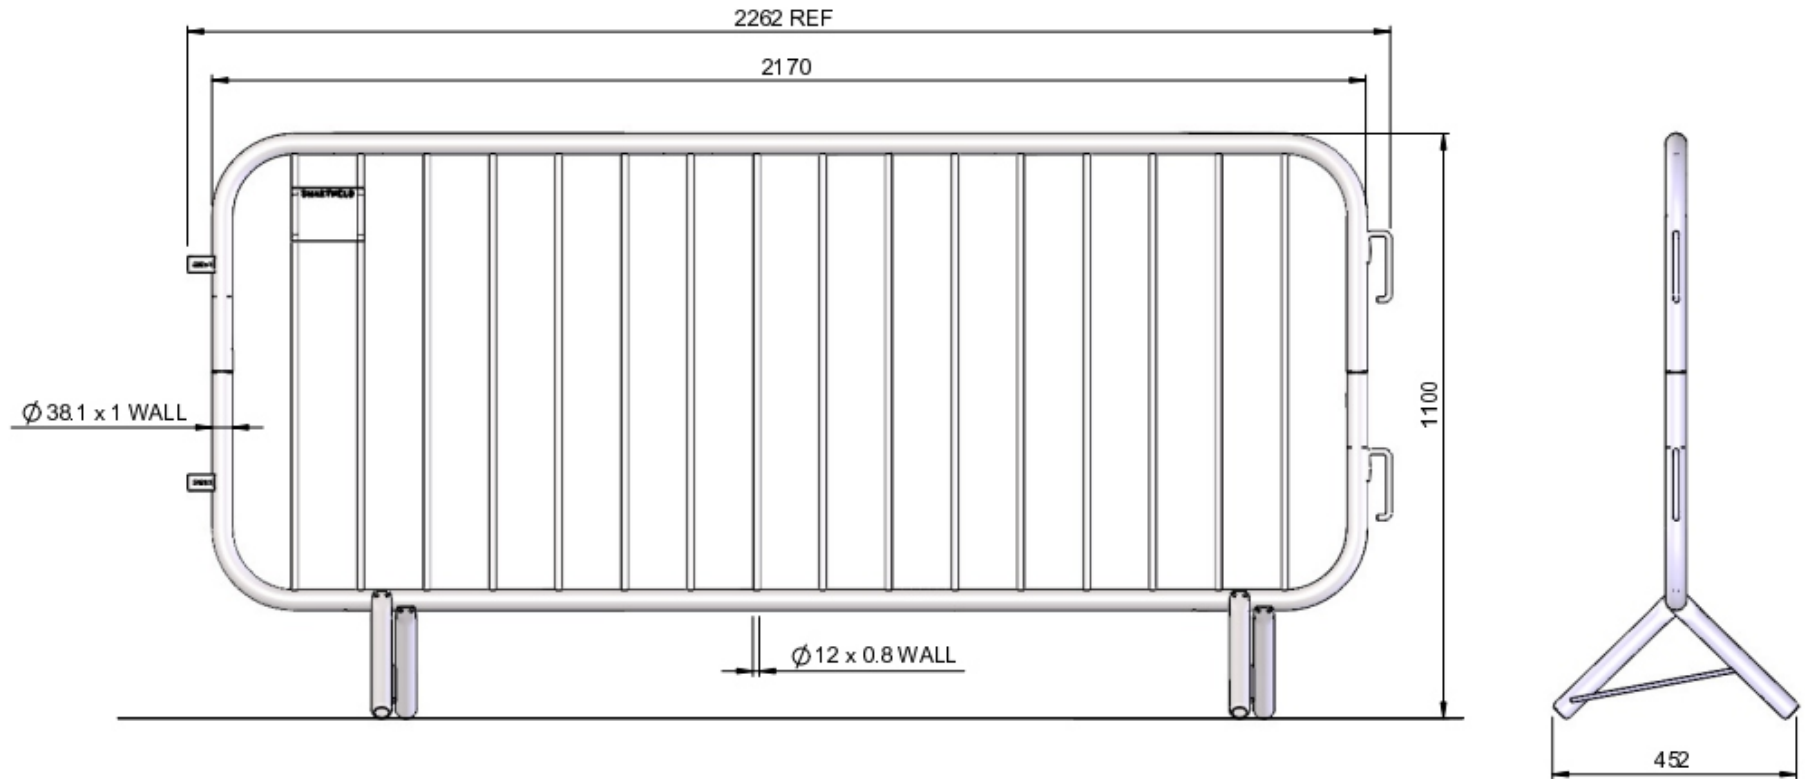 2262 REF
2170
Ø 38.1 x 1 WALL
1100
Ø 12 x 0.8 WALL
452